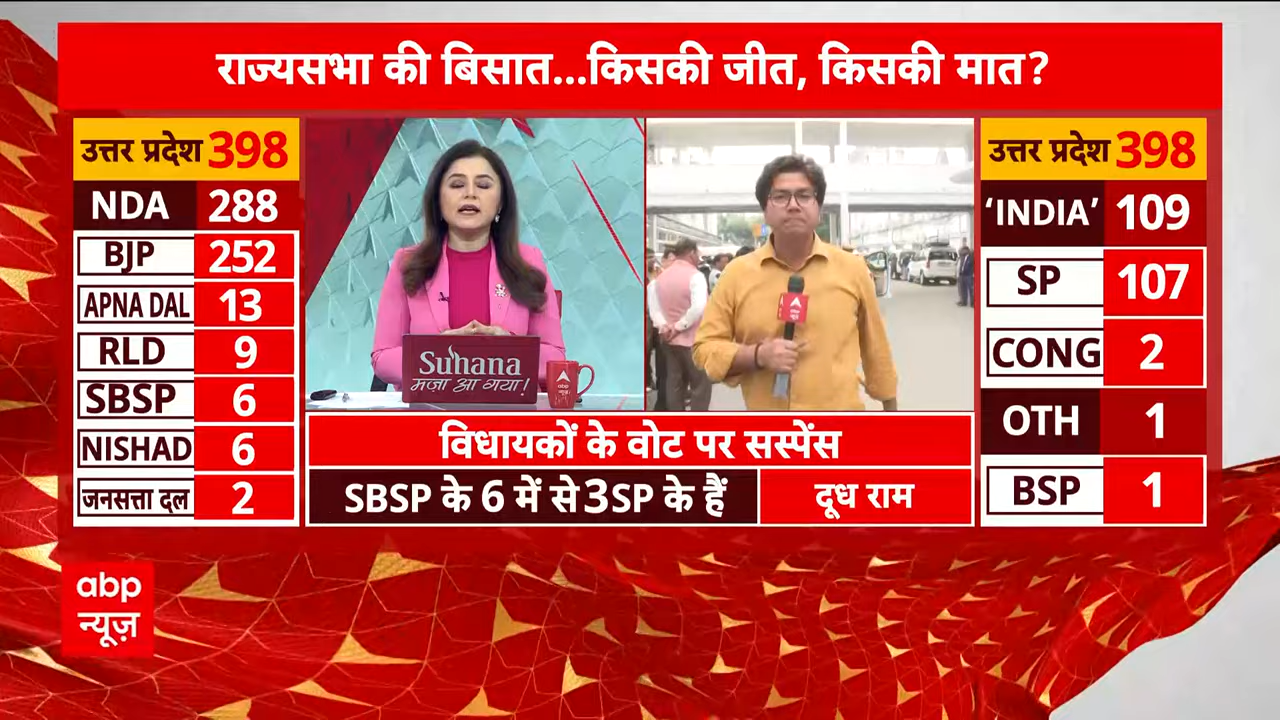 राज्यसभा की बिसात...किसकी जीत, किसकी मात?
उत्तर प्रदेश 398
NDA 288
BJP 252
APNA DAL 13
RLD 9
SBSP 6
NISHAD 6
जनसत्ता दल 2
Suhana
मज़ा आ गया!
abp
न्यूज़
उत्तर प्रदेश 398
'INDIA' 109
SP 107
CONG 2
OTH 1
BSP 1
विधायकों के वोट पर सस्पेंस
SBSP के 6 में से 3 SP के हैं
दूध राम
abp
न्यूज़